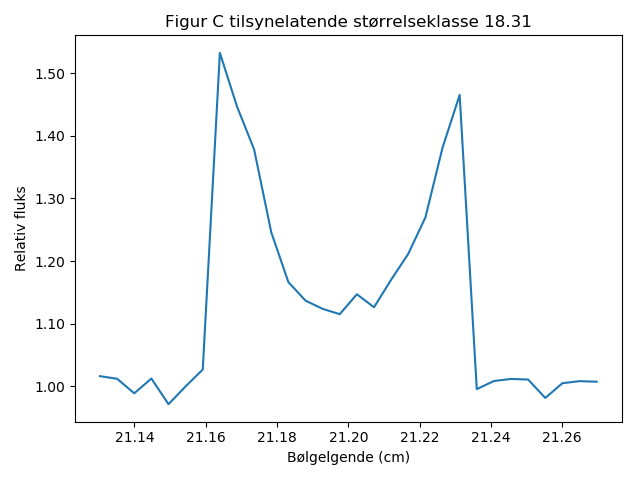 Figur C tilsynelatende størrelseklasse 18.31
1.50
1.40
1.30
1.20
1.10
1.00
Relativ fluks
21.14 21.16 21.18 21.20 21.22 21.24 21.26
Bølgelgende (cm)